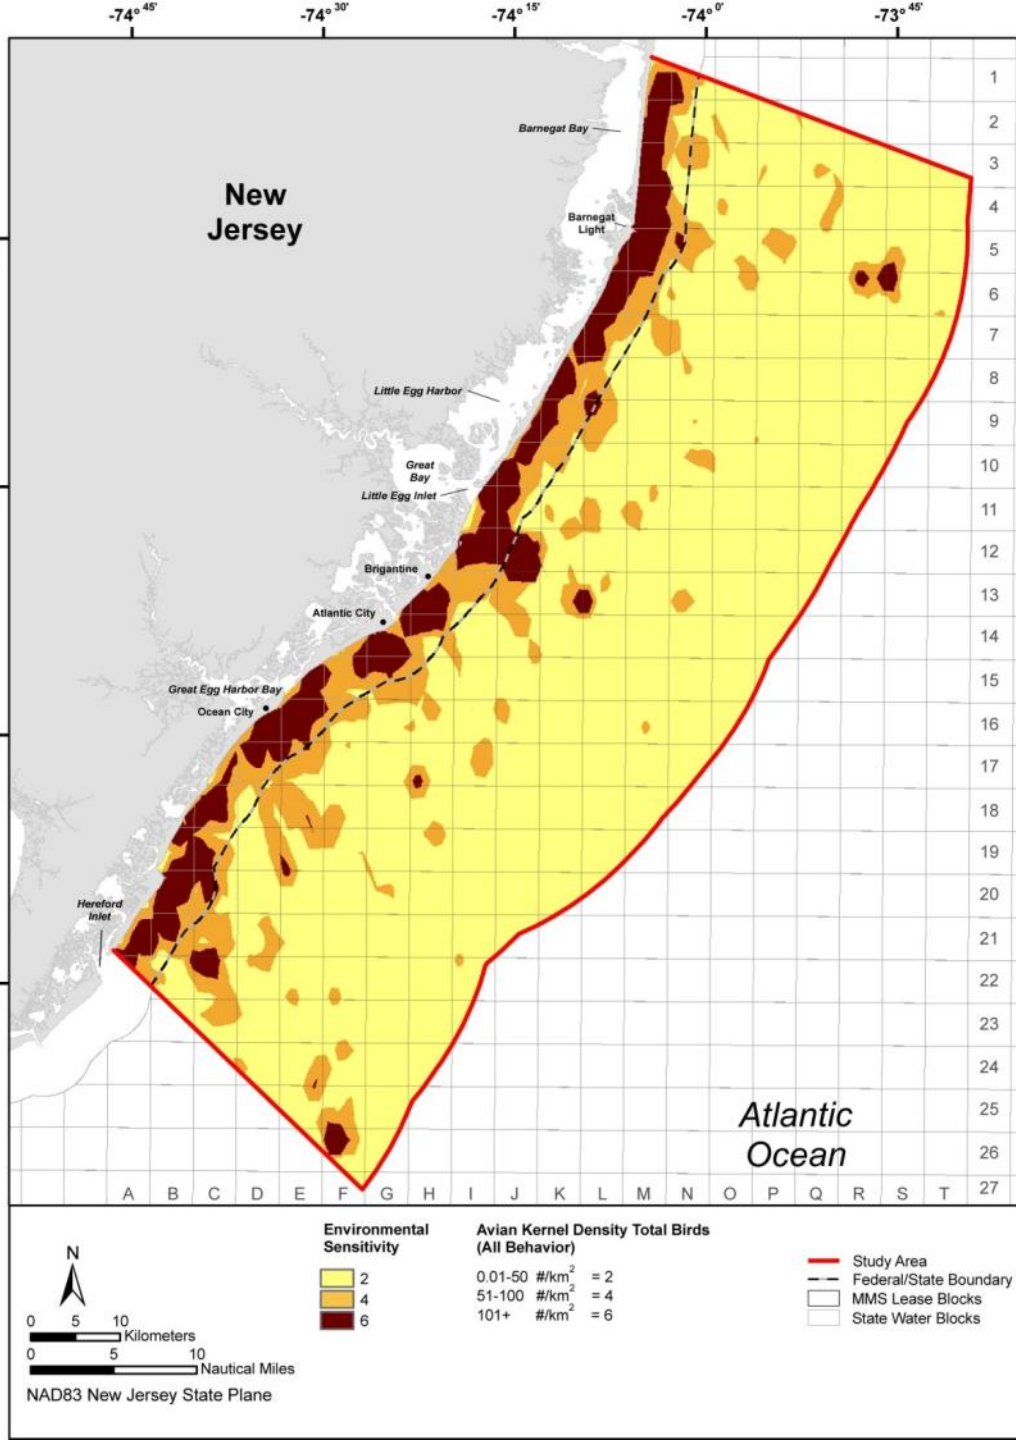 -74°45'
-74°30'
-74°15'
-74°0'
-73°45'
1
2
Barnegat Bay
3
New
Jersey
4
Barnegat
Light
5
6
7
8
Little Egg Harbor
9
Great
Bay
10
Little Egg Inlet
11
12
Brigantine
13
Atlantic City
14
15
Great Egg Harbor Bay
Ocean City
16
17
18
19
20
Hereford
Inlet
21
22
23
24
25
Atlantic
Ocean
26
A B C D E F G H I J K L M N O P Q R S T
27
Environmental
Sensitivity
2
4
6
Avian Kernel Density Total Birds
(All Behavior)
0.01-50 #/km² = 2
51-100 #/km² = 4
101+ #/km² = 6
Study Area
Federal/State Boundary
MMS Lease Blocks
State Water Blocks
N
0 5 10
Kilometers
0 5 10
Nautical Miles
NAD83 New Jersey State Plane